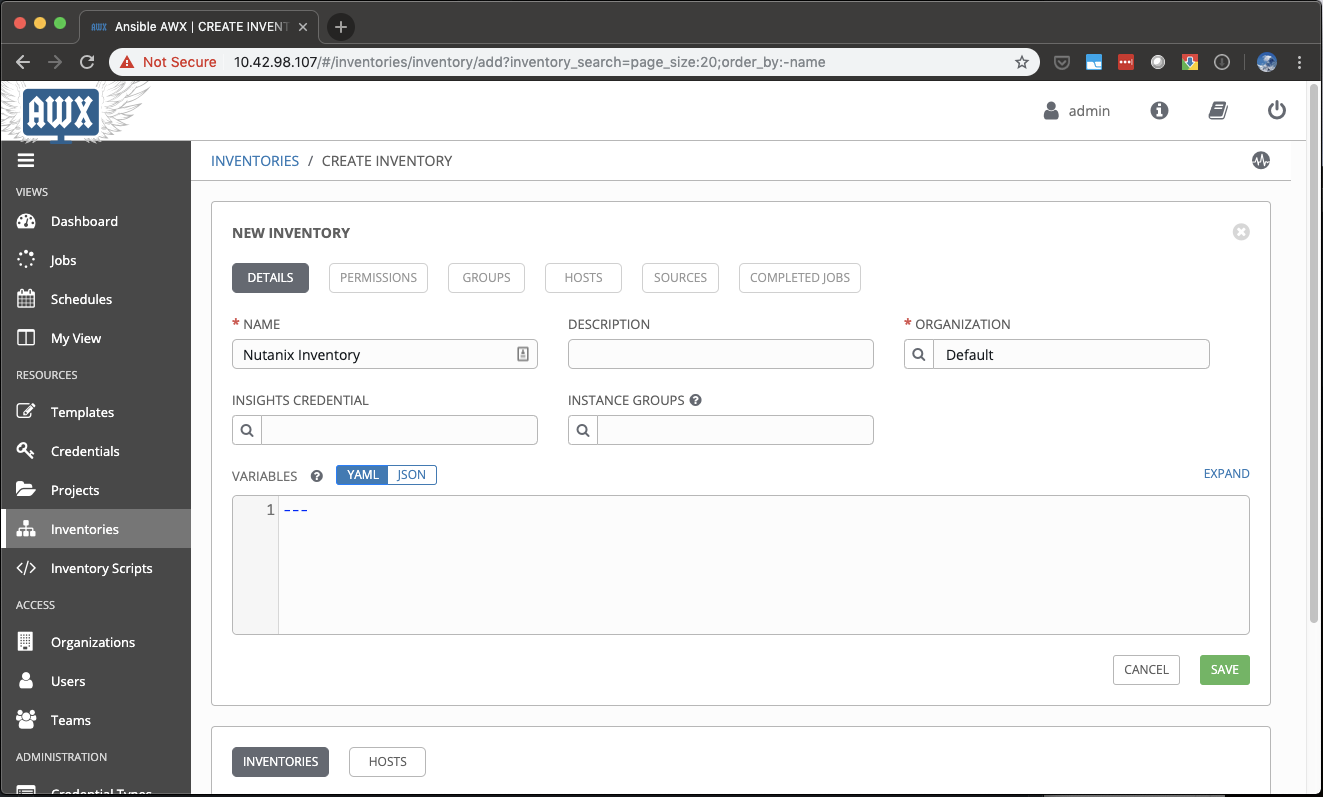 AWX Ansible AWX | CREATE INVENT
Not Secure 10.42.98.107/#/inventories/inventory/add?inventory_search=page_size:20;order_by:-name
AWX
admin
INVENTORIES / CREATE INVENTORY
VIEWS
Dashboard
Jobs
Schedules
My View
RESOURCES
Templates
Credentials
Projects
Inventories
Inventory Scripts
ACCESS
Organizations
Users
Teams
ADMINISTRATION
Credential Types
NEW INVENTORY
DETAILS PERMISSIONS GROUPS HOSTS SOURCES COMPLETED JOBS
* NAME DESCRIPTION * ORGANIZATION
Nutanix Inventory Default
INSIGHTS CREDENTIAL INSTANCE GROUPS ?
VARIABLES ? YAML JSON EXPAND
1 ---
CANCEL SAVE
INVENTORIES HOSTS